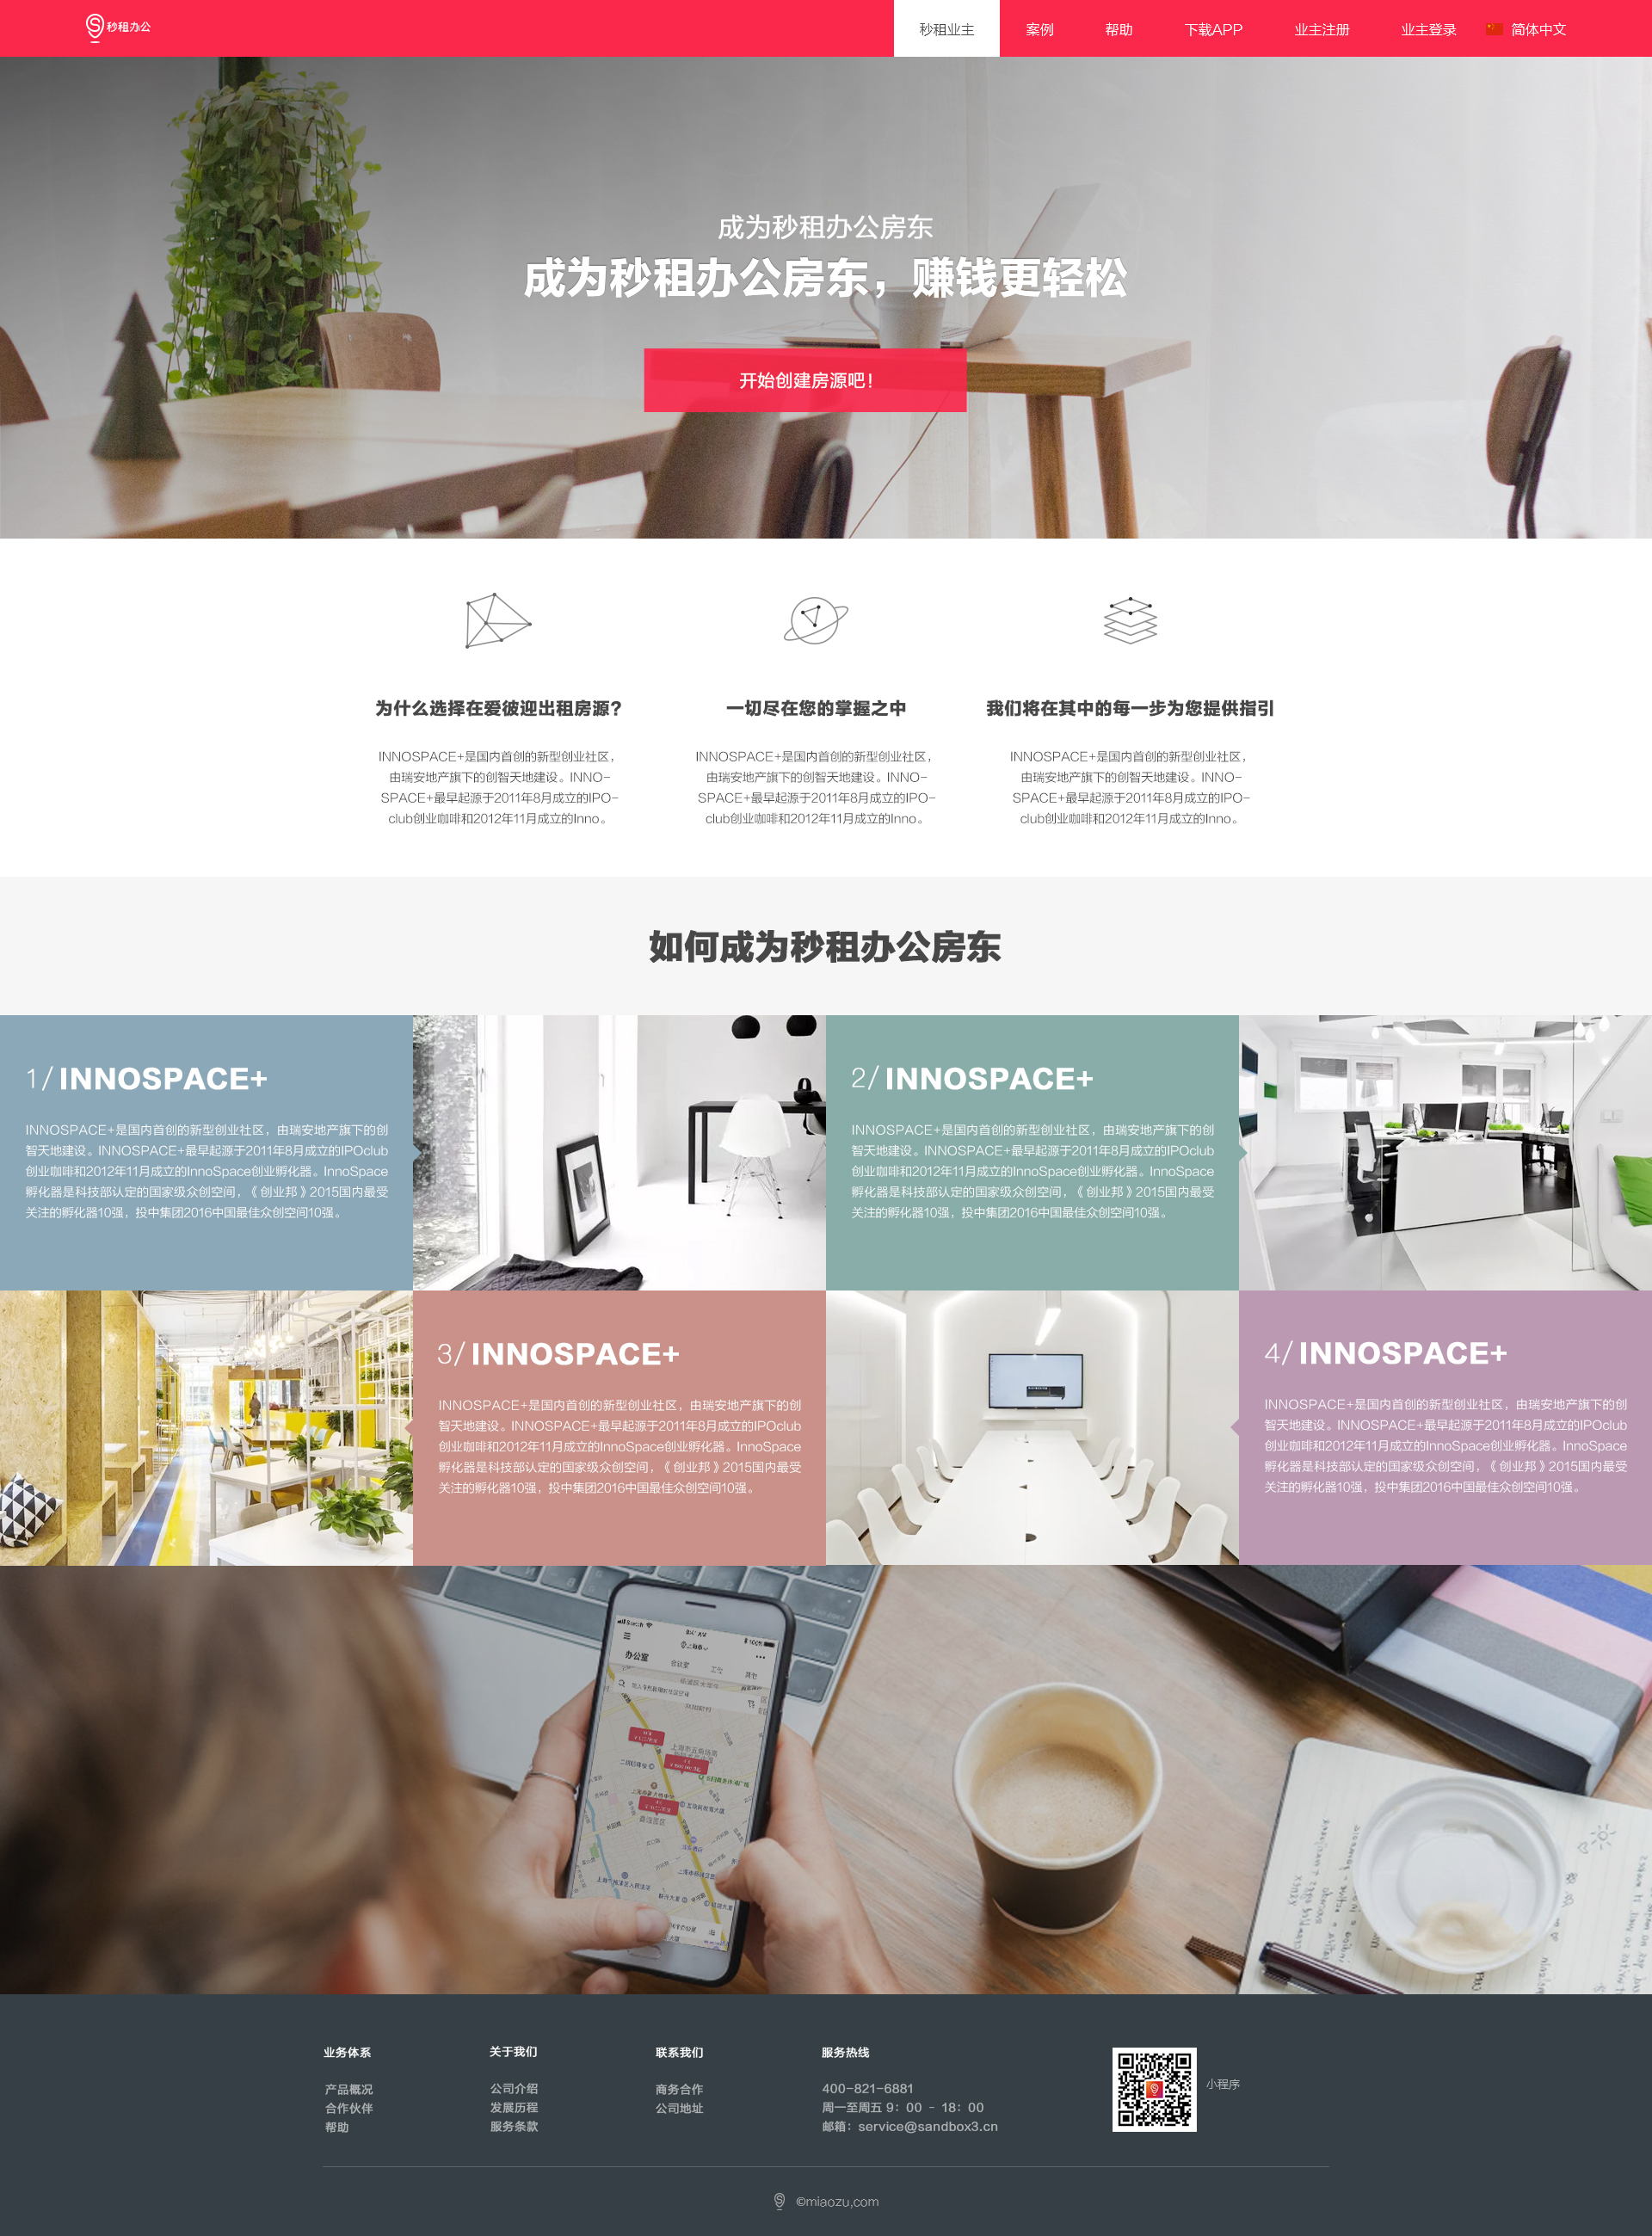 秒租办公
秒租业主 案例 帮助 下载APP 业主注册 业主登录 简体中文
成为秒租办公房东
成为秒租办公房东，赚钱更轻松
开始创建房源吧！
为什么选择在爱彼迎出租房源？
INNOSPACE+是国内首创的新型创业社区，
由瑞安地产旗下的创智天地建设。INNO-
SPACE+最早起源于2011年8月成立的IPO-
club创业咖啡和2012年11月成立的Inno。
一切尽在您的掌握之中
INNOSPACE+是国内首创的新型创业社区，
由瑞安地产旗下的创智天地建设。INNO-
SPACE+最早起源于2011年8月成立的IPO-
club创业咖啡和2012年11月成立的Inno。
我们将在其中的每一步为您提供指引
INNOSPACE+是国内首创的新型创业社区，
由瑞安地产旗下的创智天地建设。INNO-
SPACE+最早起源于2011年8月成立的IPO-
club创业咖啡和2012年11月成立的Inno。
如何成为秒租办公房东
1/ INNOSPACE+
INNOSPACE+是国内首创的新型创业社区，由瑞安地产旗下的创
智天地建设。INNOSPACE+最早起源于2011年8月成立的IPOclub
创业咖啡和2012年11月成立的InnoSpace创业孵化器。InnoSpace
孵化器是科技部认定的国家级众创空间，《创业邦》2015国内最受
关注的孵化器10强，投中集团2016中国最佳众创空间10强。
2/ INNOSPACE+
INNOSPACE+是国内首创的新型创业社区，由瑞安地产旗下的创
智天地建设。INNOSPACE+最早起源于2011年8月成立的IPOclub
创业咖啡和2012年11月成立的InnoSpace创业孵化器。InnoSpace
孵化器是科技部认定的国家级众创空间，《创业邦》2015国内最受
关注的孵化器10强，投中集团2016中国最佳众创空间10强。
3/ INNOSPACE+
INNOSPACE+是国内首创的新型创业社区，由瑞安地产旗下的创
智天地建设。INNOSPACE+最早起源于2011年8月成立的IPOclub
创业咖啡和2012年11月成立的InnoSpace创业孵化器。InnoSpace
孵化器是科技部认定的国家级众创空间，《创业邦》2015国内最受
关注的孵化器10强，投中集团2016中国最佳众创空间10强。
4/ INNOSPACE+
INNOSPACE+是国内首创的新型创业社区，由瑞安地产旗下的创
智天地建设。INNOSPACE+最早起源于2011年8月成立的IPOclub
创业咖啡和2012年11月成立的InnoSpace创业孵化器。InnoSpace
孵化器是科技部认定的国家级众创空间，《创业邦》2015国内最受
关注的孵化器10强，投中集团2016中国最佳众创空间10强。
100%
办公室 会议室 工位 其他
业务体系
产品概况
合作伙伴
帮助
关于我们
公司介绍
发展历程
服务条款
联系我们
商务合作
公司地址
服务热线
400-821-6881
周一至周五 9：00 - 18：00
邮箱：service@sandbox3.cn
小程序
©miaozu,com